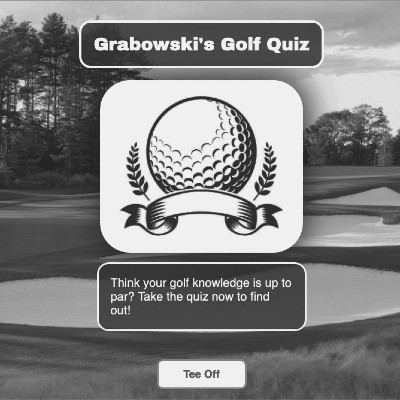 Grabowski's Golf Quiz
Think your golf knowledge is up to
par? Take the quiz now to find
out!
Tee Off